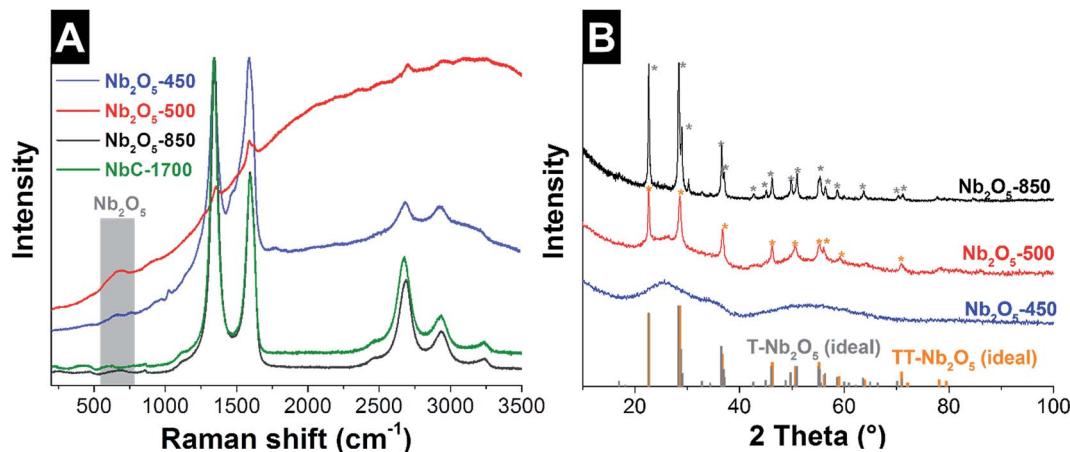 A
Nb₂O₅-450
Nb₂O₅-500
Nb₂O₅-850
NbC-1700
Nb₂O₅
Intensity
500 1000 1500 2000 2500 3000 3500
Raman shift (cm⁻¹)
B
* * * * * * * * * * * * * * *
Nb₂O₅-850
* * * * * * * * *
Nb₂O₅-500
Nb₂O₅-450
T-Nb₂O₅ (ideal)
TT-Nb₂O₅ (ideal)
Intensity
20 40 60 80 100
2 Theta (°)